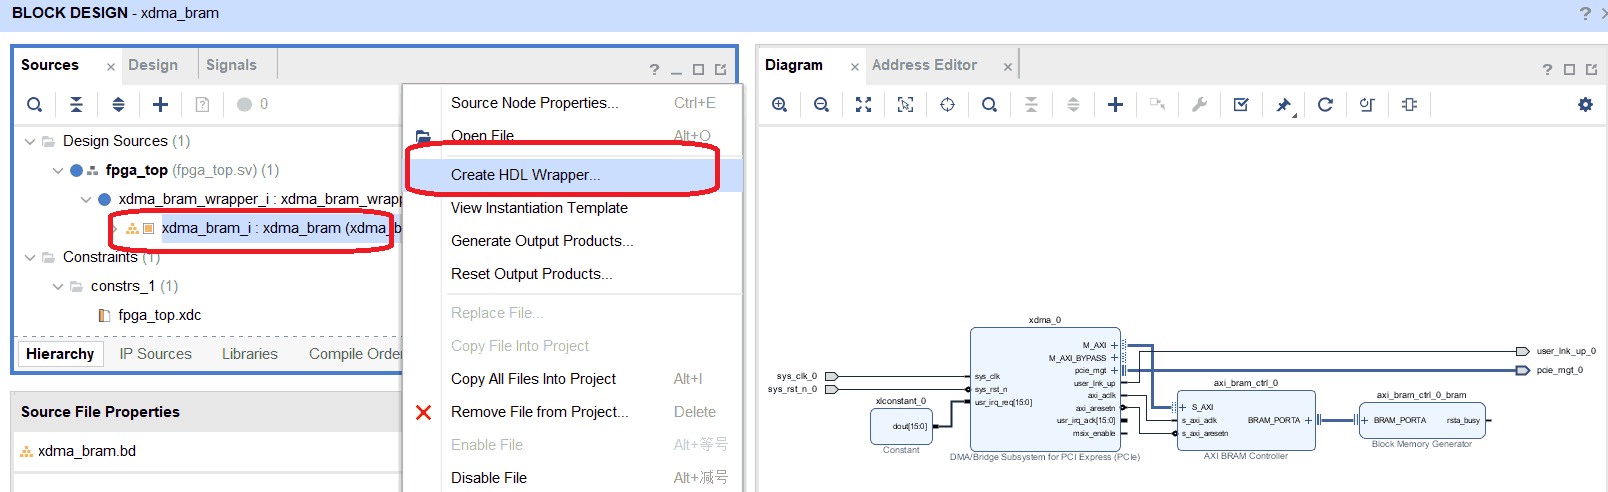 BLOCK DESIGN - xdma_bram
Sources
Design
Signals
0
Design Sources (1)
fpga_top (fpga_top.sv) (1)
xdma_bram_wrapper_i : xdma_bram_wrapp
xdma_bram_i : xdma_bram (xdma_b
Constraints (1)
constrs_1 (1)
fpga_top.xdc
Hierarchy
IP Sources
Libraries
Compile Order
Source File Properties
xdma_bram.bd
Source Node Properties... Ctrl+E
Open File Alt+O
Create HDL Wrapper...
View Instantiation Template
Generate Output Products...
Reset Output Products...
Replace File...
Copy File Into Project
Copy All Files Into Project Alt+I
Remove File from Project... Delete
Enable File Alt+等号
Disable File Alt+减号
Diagram
Address Editor
xdma_0
sys_clk_0
sys_rst_n_0
sys_clk
sys_rst_n
usr_irq_req[15:0]
M_AXI
M_AXI_BYPASS
pcie_mgt
user_lnk_up
axi_aclk
axi_aresetn
usr_irq_ack[15:0]
msix_enable
DMA/Bridge Subsystem for PCI Express (PCIe)
xlconstant_0
dout[15:0]
Constant
axi_bram_ctrl_0
S_AXI
s_axi_aclk
s_axi_aresetn
BRAM_PORTA
AXI BRAM Controller
axi_bram_ctrl_0_bram
BRAM_PORTA
rsta_busy
Block Memory Generator
user_lnk_up_0
pcie_mgt_0